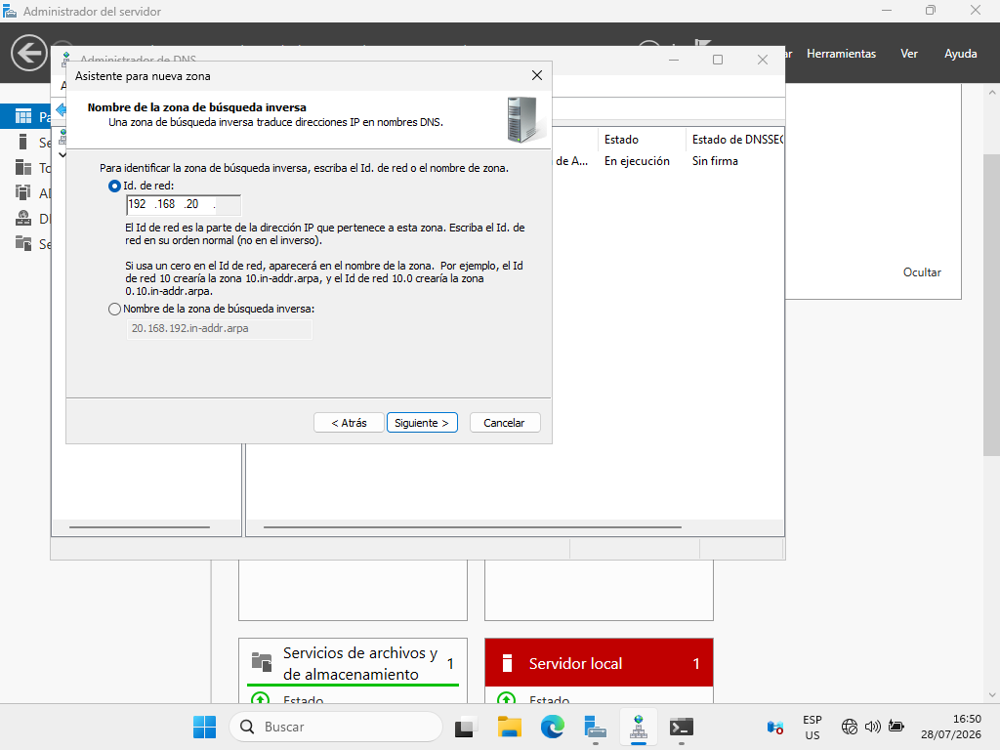 Administrador del servidor
Herramientas
Ver
Ayuda
Administrador de DNS
Asistente para nueva zona
Nombre de la zona de búsqueda inversa
Una zona de búsqueda inversa traduce direcciones IP en nombres DNS.
Para identificar la zona de búsqueda inversa, escriba el Id. de red o el nombre de zona.
Id. de red:
192 .168 .20 .
El Id de red es la parte de la dirección IP que pertenece a esta zona. Escriba el Id. de
red en su orden normal (no en el inverso).
Si usa un cero en el Id de red, aparecerá en el nombre de la zona. Por ejemplo, el Id
de red 10 crearía la zona 10.in-addr.arpa, y el Id de red 10.0 crearía la zona
0.10.in-addr.arpa.
Nombre de la zona de búsqueda inversa:
20.168.192.in-addr.arpa
< Atrás
Siguiente >
Cancelar
Estado
Estado de DNSSEC
de A...
En ejecución
Sin firma
Ocultar
Servicios de archivos y
de almacenamiento
1
Estado
Servidor local
1
Estado
Buscar
ESP
US
16:50
28/07/2026